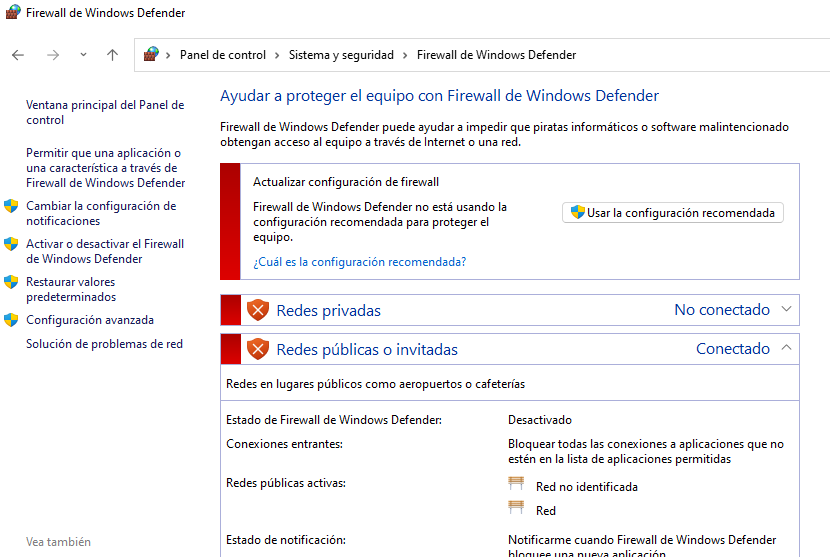 Firewall de Windows Defender
Panel de control > Sistema y seguridad > Firewall de Windows Defender
Ventana principal del Panel de
control
Permitir que una aplicación o
una característica a través de
Firewall de Windows Defender
Cambiar la configuración de
notificaciones
Activar o desactivar el Firewall
de Windows Defender
Restaurar valores
predeterminados
Configuración avanzada
Solución de problemas de red
Vea también
Ayudar a proteger el equipo con Firewall de Windows Defender
Firewall de Windows Defender puede ayudar a impedir que piratas informáticos o software malintencionado
obtengan acceso al equipo a través de Internet o una red.
Actualizar configuración de firewall
Firewall de Windows Defender no está usando la
configuración recomendada para proteger el
equipo.
Usar la configuración recomendada
¿Cuál es la configuración recomendada?
Redes privadas No conectado
Redes públicas o invitadas Conectado
Redes en lugares públicos como aeropuertos o cafeterías
Estado de Firewall de Windows Defender: Desactivado
Conexiones entrantes: Bloquear todas las conexiones a aplicaciones que no
estén en la lista de aplicaciones permitidas
Redes públicas activas: Red no identificada
Red
Estado de notificación: Notificarme cuando Firewall de Windows Defender
bloquee una nueva aplicación